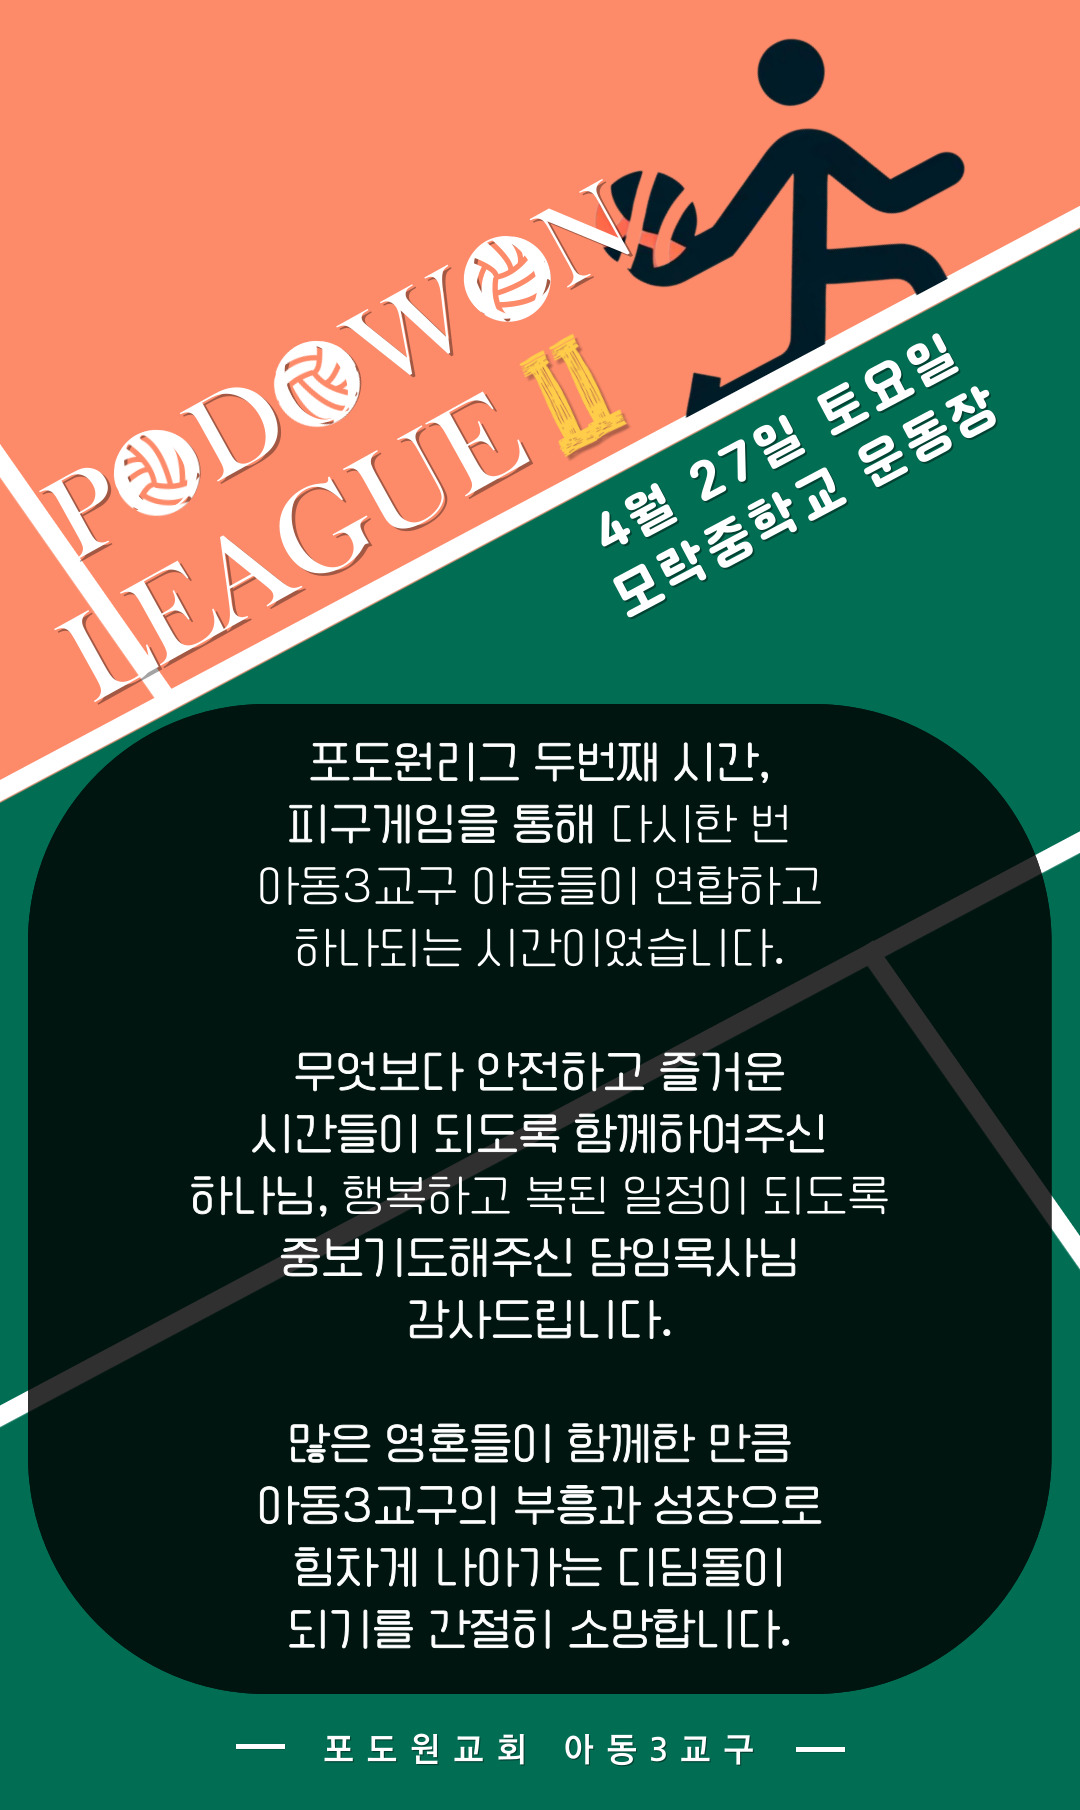 PODOWON
LEAGUE II
4월 27일 토요일
모락중학교 운동장
포도원리그 두번째 시간,
피구게임을 통해 다시한 번
아동3교구 아동들이 연합하고
하나되는 시간이었습니다.
무엇보다 안전하고 즐거운
시간들이 되도록 함께하여주신
하나님, 행복하고 복된 일정이 되도록
중보기도해주신 담임목사님
감사드립니다.
많은 영혼들이 함께한 만큼
아동3교구의 부흥과 성장으로
힘차게 나아가는 디딤돌이
되기를 간절히 소망합니다.
포도원교회 아동3교구